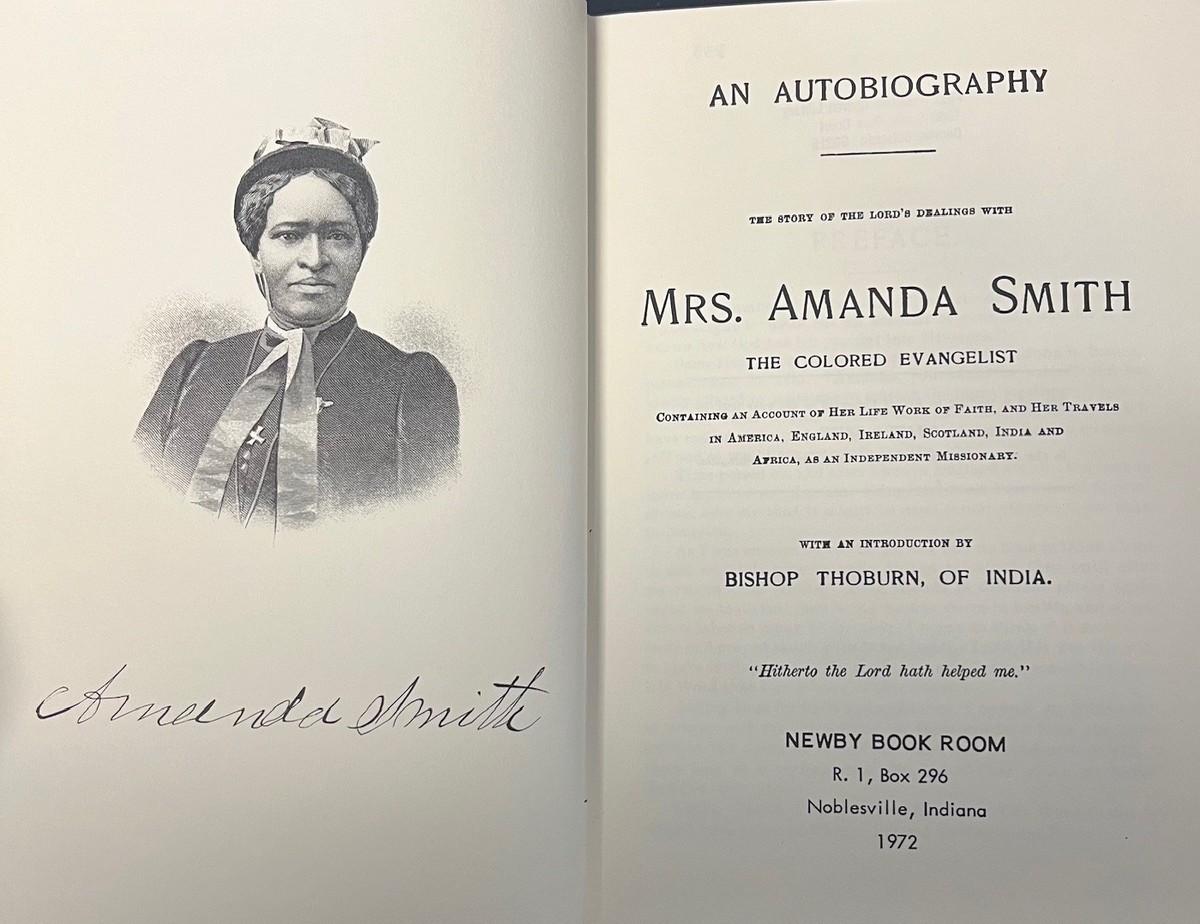 Amanda Smith
AN AUTOBIOGRAPHY
THE STORY OF THE LORD'S DEALINGS WITH
MRS. AMANDA SMITH
THE COLORED EVANGELIST
CONTAINING AN ACCOUNT OF HER LIFE WORK OF FAITH, AND HER TRAVELS
IN AMERICA, ENGLAND, IRELAND, SCOTLAND, INDIA AND
AFRICA, AS AN INDEPENDENT MISSIONARY.
WITH AN INTRODUCTION BY
BISHOP THOBURN, OF INDIA.
"Hitherto the Lord hath helped me."
NEWBY BOOK ROOM
R. 1, Box 296
Noblesville, Indiana
1972